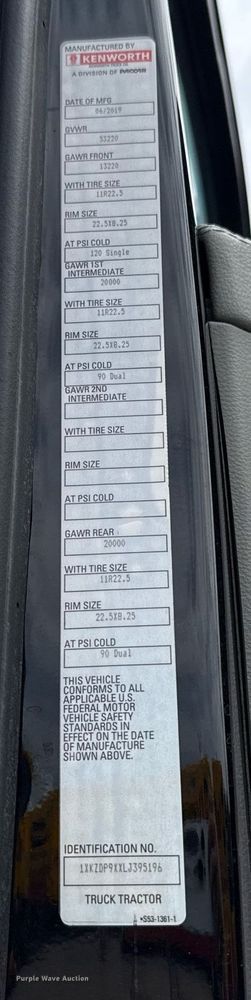 MANUFACTURED BY
KENWORTH
A DIVISION OF PACCAR
DATE OF MFG
06/2019
GVWR
53220
GAWR FRONT
13220
WITH TIRE SIZE
11R22.5
RIM SIZE
22.5X8.25
AT PSI COLD
120 Single
GAWR 1ST
INTERMEDIATE
20000
WITH TIRE SIZE
11R22.5
RIM SIZE
22.5X8.25
AT PSI COLD
90 Dual
GAWR 2ND
INTERMEDIATE
WITH TIRE SIZE
RIM SIZE
AT PSI COLD
GAWR REAR
20000
WITH TIRE SIZE
11R22.5
RIM SIZE
22.5X8.25
AT PSI COLD
90 Dual
THIS VEHICLE
CONFORMS TO ALL
APPLICABLE U.S.
FEDERAL MOTOR
VEHICLE SAFETY
STANDARDS IN
EFFECT ON THE DATE
OF MANUFACTURE
SHOWN ABOVE.
IDENTIFICATION NO.
1XKZDP9XXLJ395196
TRUCK TRACTOR
S53-1361-1
Purple Wave Auction